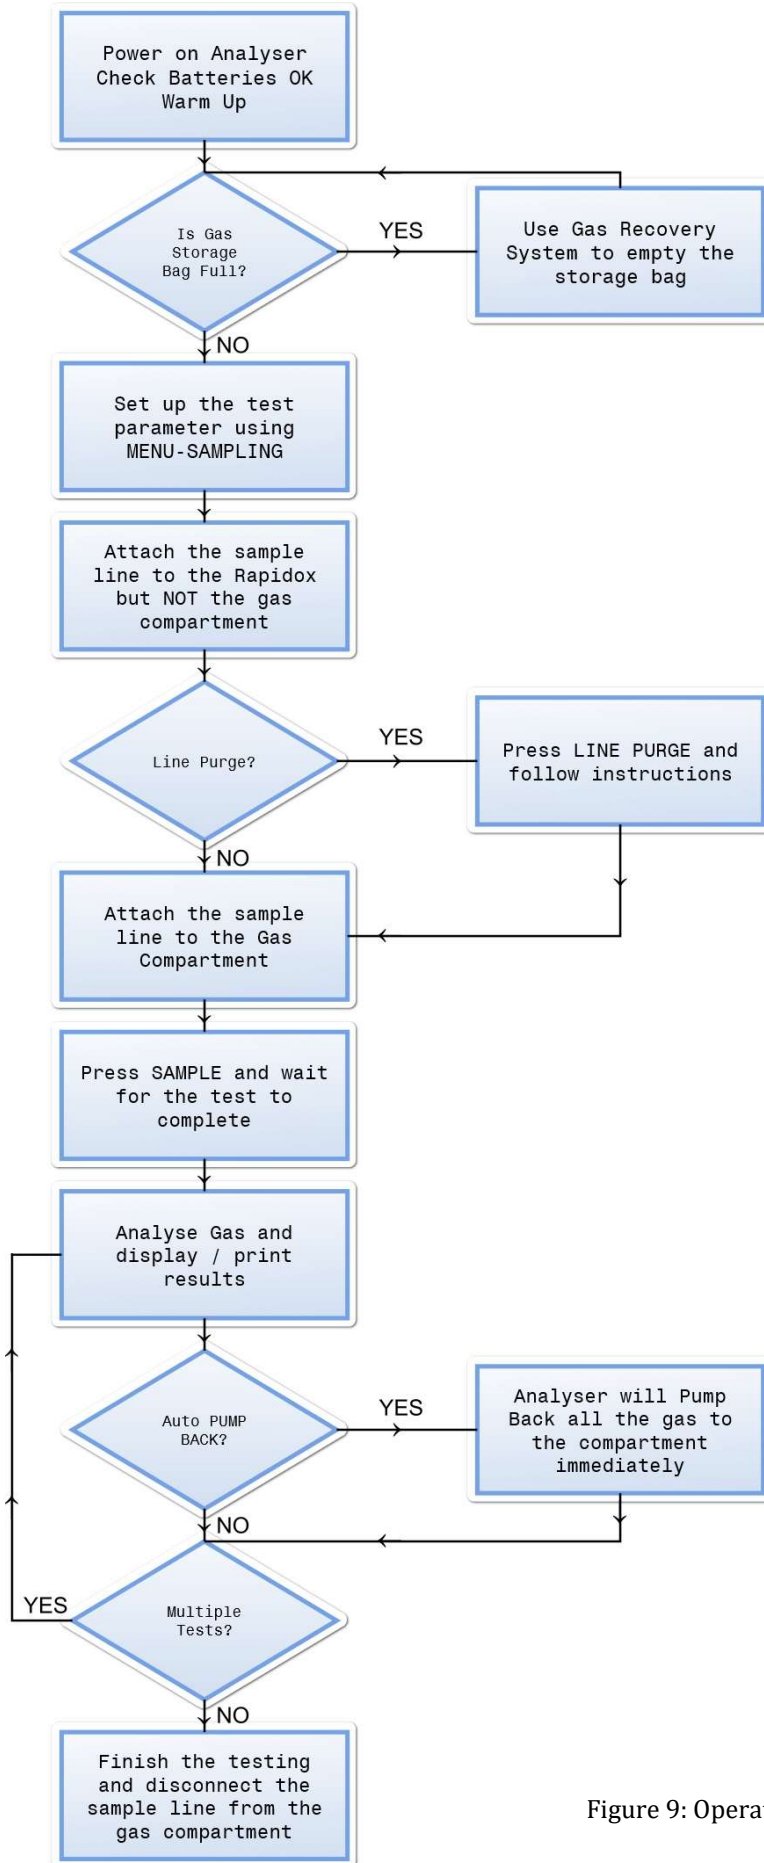 Power on Analyser
Check Batteries OK
Warm Up
Is Gas
Storage
Bag Full?
YES
Use Gas Recovery
System to empty the
storage bag
NO
Set up the test
parameter using
MENU-SAMPLING
Attach the sample
line to the Rapidox
but NOT the gas
compartment
Line Purge?
YES
Press LINE PURGE and
follow instructions
NO
Attach the sample
line to the Gas
Compartment
Press SAMPLE and wait
for the test to
complete
Analyse Gas and
display / print
results
Auto PUMP
BACK?
YES
Analyser will Pump
Back all the gas to
the compartment
immediately
NO
Multiple
Tests?
YES
NO
Finish the testing
and disconnect the
sample line from the
gas compartment
Figure 9: Operat